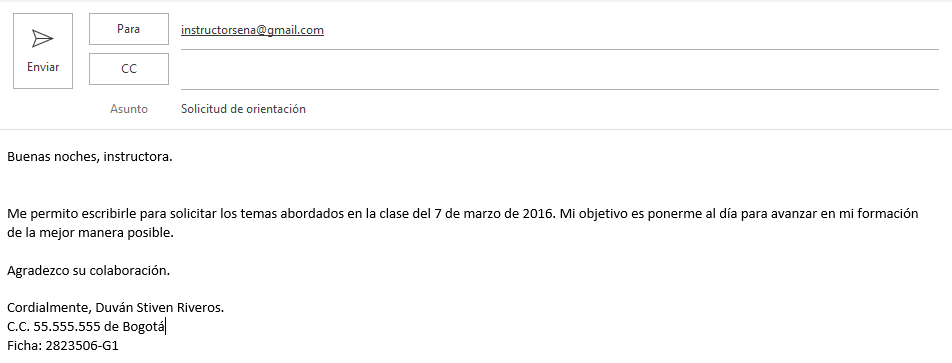 Para
instructorsena@gmail.com
Enviar
CC
Asunto
Solicitud de orientación
Buenas noches, instructora.
Me permito escribirle para solicitar los temas abordados en la clase del 7 de marzo de 2016. Mi objetivo es ponerme al día para avanzar en mi formación
de la mejor manera posible.
Agradezco su colaboración.
Cordialmente, Duván Stiven Riveros.
C.C. 55.555.555 de Bogotá
Ficha: 2823506-G1